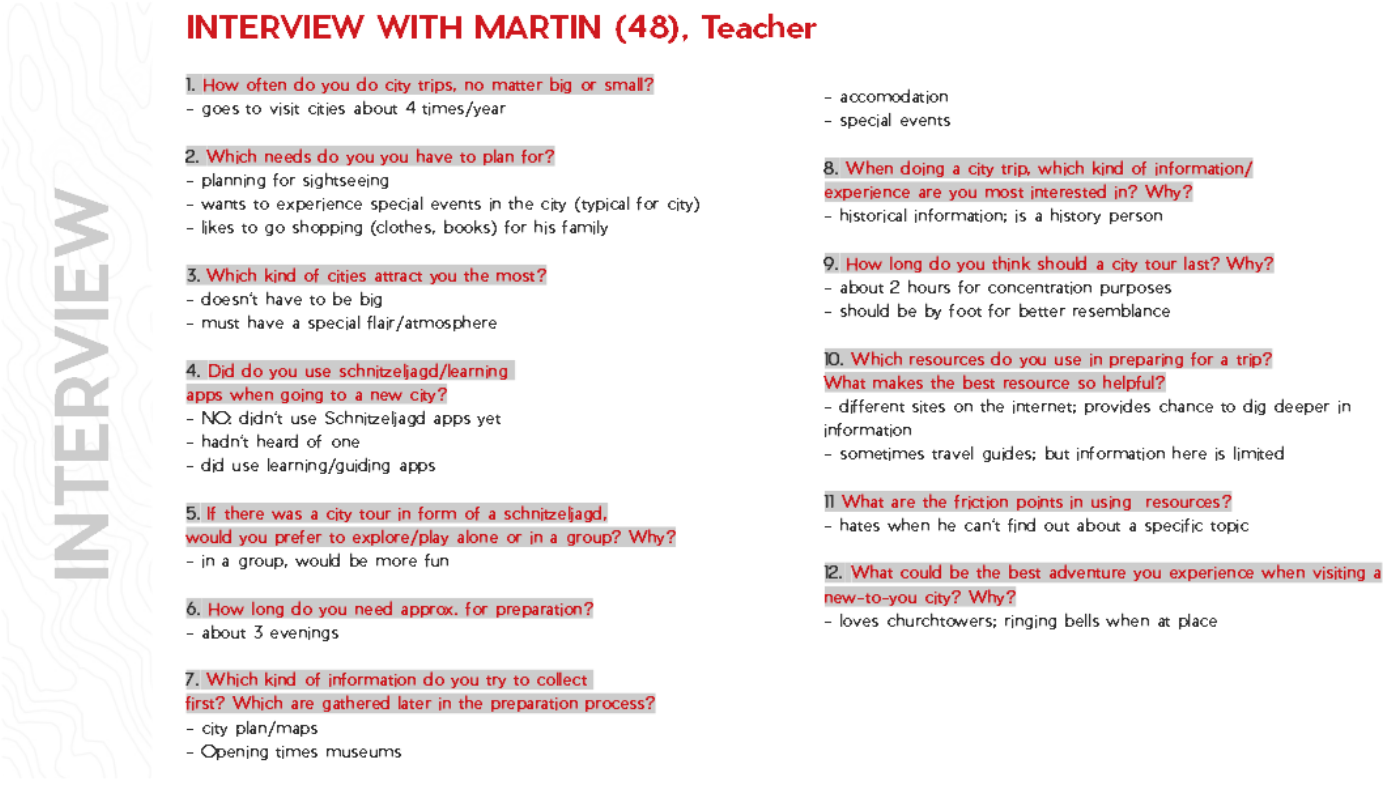 INTERVIEW
INTERVIEW WITH MARTIN (48), Teacher
1. How often do you do city trips, no matter big or small?
- goes to visit cities about 4 times/year
2. Which needs do you you have to plan for?
- planning for sightseeing
- wants to experience special events in the city (typical for city)
- likes to go shopping (clothes, books) for his family
3. Which kind of cities attract you the most?
- doesn't have to be big
- must have a special flair/atmosphere
4. Did do you use schnitzeljagd/learning
apps when going to a new city?
- NO: didn't use Schnitzeljagd apps yet
- hadn't heard of one
- did use learning/guiding apps
5. If there was a city tour in form of a schnitzeljagd,
would you prefer to explore/play alone or in a group? Why?
- in a group, would be more fun
6. How long do you need approx. for preparation?
- about 3 evenings
7. Which kind of information do you try to collect
first? Which are gathered later in the preparation process?
- city plan/maps
- Opening times museums
- accomodation
- special events
8. When doing a city trip, which kind of information/
experience are you most interested in? Why?
- historical information; is a history person
9. How long do you think should a city tour last? Why?
- about 2 hours for concentration purposes
- should be by foot for better resemblance
10. Which resources do you use in preparing for a trip?
What makes the best resource so helpful?
- different sites on the internet; provides chance to dig deeper in
information
- sometimes travel guides; but information here is limited
11 What are the friction points in using resources?
- hates when he can't find out about a specific topic
12. What could be the best adventure you experience when visiting a
new-to-you city? Why?
- loves churchtowers; ringing bells when at place